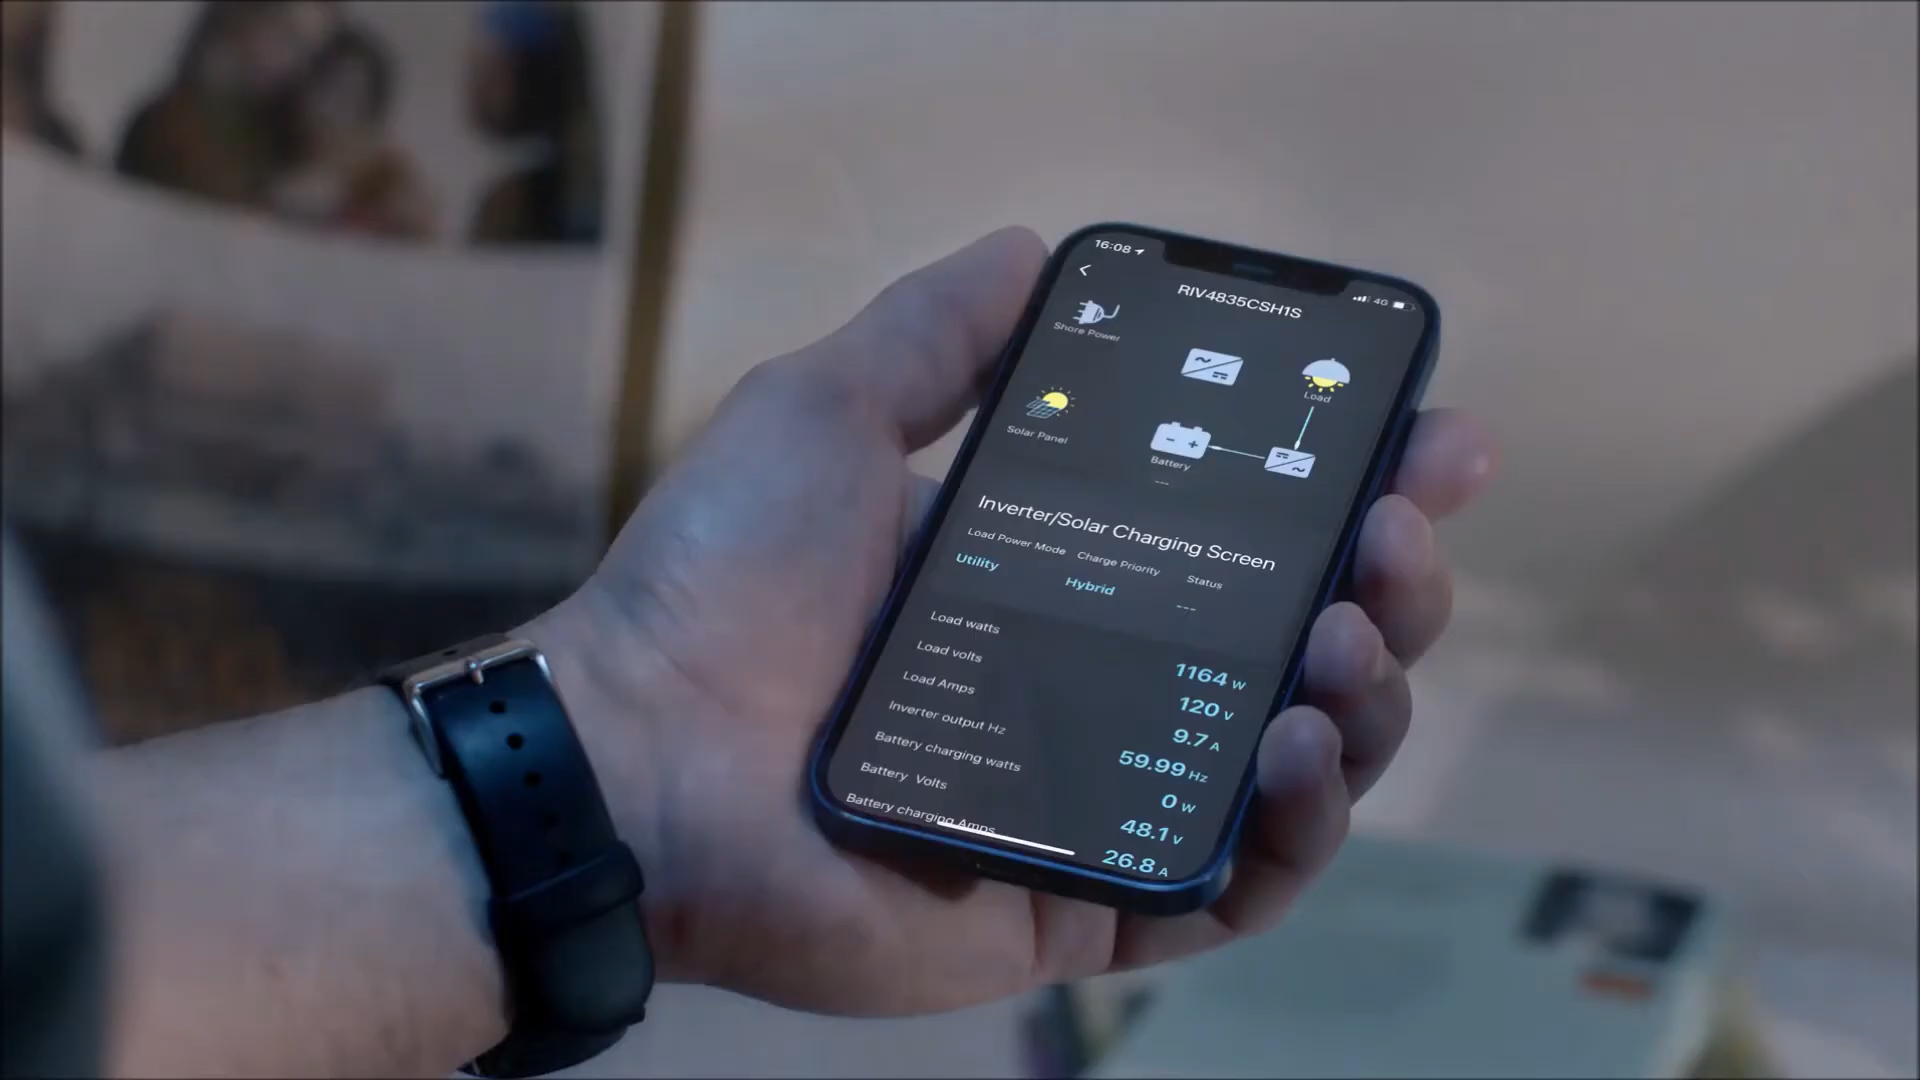 16:08
4G
RIV4835CSH1S
Shore Power
Load
Solar Panel
Battery
---
Inverter/Solar Charging Screen
Load Power Mode Charge Priority Status
Utility Hybrid ---
Load watts 1164 W
Load volts 120 V
Load Amps 9.7 A
Inverter output Hz 59.99 Hz
Battery charging watts 0 W
Battery Volts 48.1 V
Battery charging Amps 26.8 A